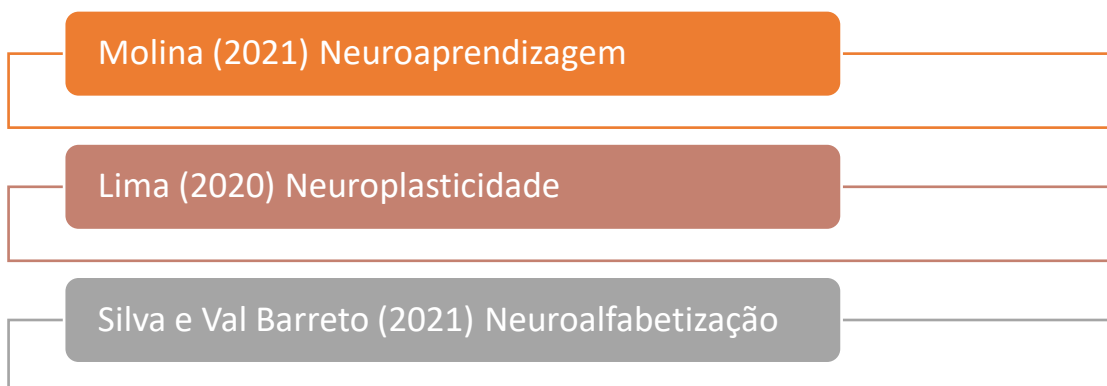 Molina (2021) Neuroaprendizagem
Lima (2020) Neuroplasticidade
Silva e Val Barreto (2021) Neuroalfabetização